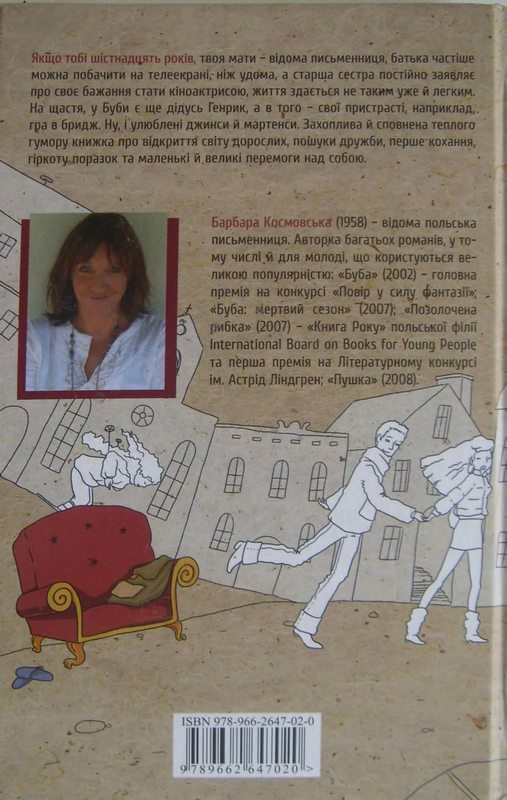 Якщо тобі шістнадцять років, твоя мати – відома письменниця, батька частіше
можна побачити на телеекрані, ніж удома, а старша сестра постійно заявляє
про своє бажання стати кіноактрисою, життя здається не таким уже й легким.
На щастя, у Буби є ще дідусь Генрик, а в того – свої пристрасті, наприклад,
гра в бридж. Ну, і улюблені джинси й мартенси. Захоплива й сповнена теплого
гумору книжка про відкриття світу дорослих, пошуки дружби, перше кохання,
гіркоту поразок та маленькі й великі перемоги над собою.
Барбара Космовська (1958) – відома польська
письменниця. Авторка багатьох романів, у то-
му числі й для молоді, що користуються ве-
ликою популярністю: «Буба» (2002) – головна
премія на конкурсі «Повір у силу фантазії»;
«Буба: мертвий сезон» (2007); «Позолочена
рибка» (2007) – «Книга Року» польської філії
International Board on Books for Young People
та перша премія на Літературному конкурсі
ім. Астрід Ліндгрен; «Пушка» (2008).
ISBN 978-966-2647-02-0
9 789662 647020 >